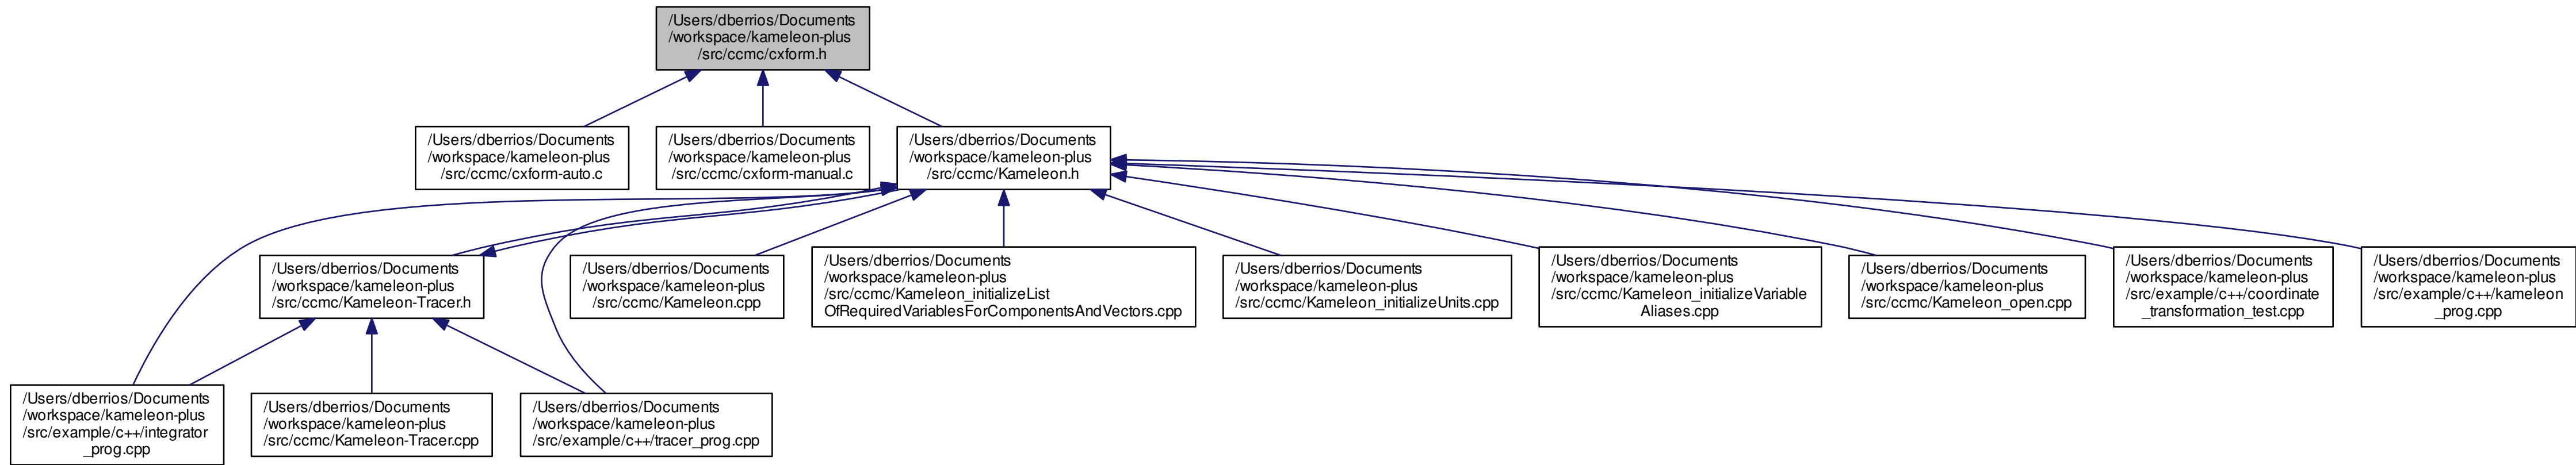 /Users/dberrios/Documents
/workspace/kameleon-plus
/src/ccmc/cxform.h
/Users/dberrios/Documents
/workspace/kameleon-plus
/src/ccmc/cxform-auto.c
/Users/dberrios/Documents
/workspace/kameleon-plus
/src/ccmc/cxform-manual.c
/Users/dberrios/Documents
/workspace/kameleon-plus
/src/ccmc/Kameleon.h
/Users/dberrios/Documents
/workspace/kameleon-plus
/src/ccmc/Kameleon-Tracer.h
/Users/dberrios/Documents
/workspace/kameleon-plus
/src/ccmc/Kameleon.cpp
/Users/dberrios/Documents
/workspace/kameleon-plus
/src/ccmc/Kameleon_initializeList
OfRequiredVariablesForComponentsAndVectors.cpp
/Users/dberrios/Documents
/workspace/kameleon-plus
/src/ccmc/Kameleon_initializeUnits.cpp
/Users/dberrios/Documents
/workspace/kameleon-plus
/src/ccmc/Kameleon_initializeVariable
Aliases.cpp
/Users/dberrios/Documents
/workspace/kameleon-plus
/src/ccmc/Kameleon_open.cpp
/Users/dberrios/Documents
/workspace/kameleon-plus
/src/example/c++/coordinate
_transformation_test.cpp
/Users/dberrios/Documents
/workspace/kameleon-plus
/src/example/c++/kameleon
_prog.cpp
/Users/dberrios/Documents
/workspace/kameleon-plus
/src/example/c++/integrator
_prog.cpp
/Users/dberrios/Documents
/workspace/kameleon-plus
/src/ccmc/Kameleon-Tracer.cpp
/Users/dberrios/Documents
/workspace/kameleon-plus
/src/example/c++/tracer_prog.cpp